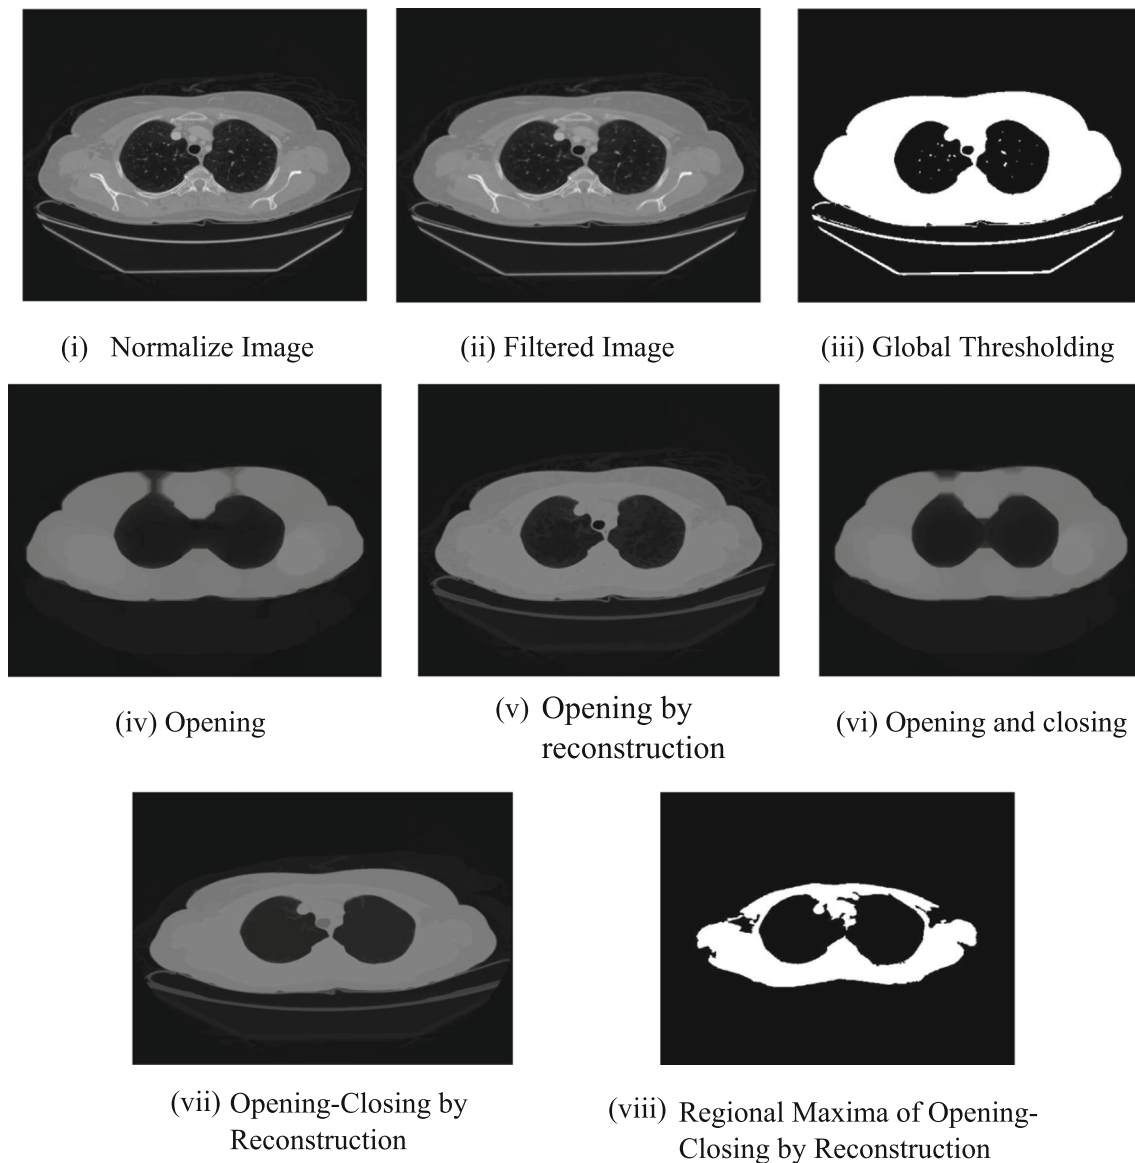 (i) Normalize Image
(ii) Filtered Image
(iii) Global Thresholding
(iv) Opening
(v) Opening by
reconstruction
(vi) Opening and closing
(vii) Opening-Closing by
Reconstruction
(viii) Regional Maxima of Opening-
Closing by Reconstruction